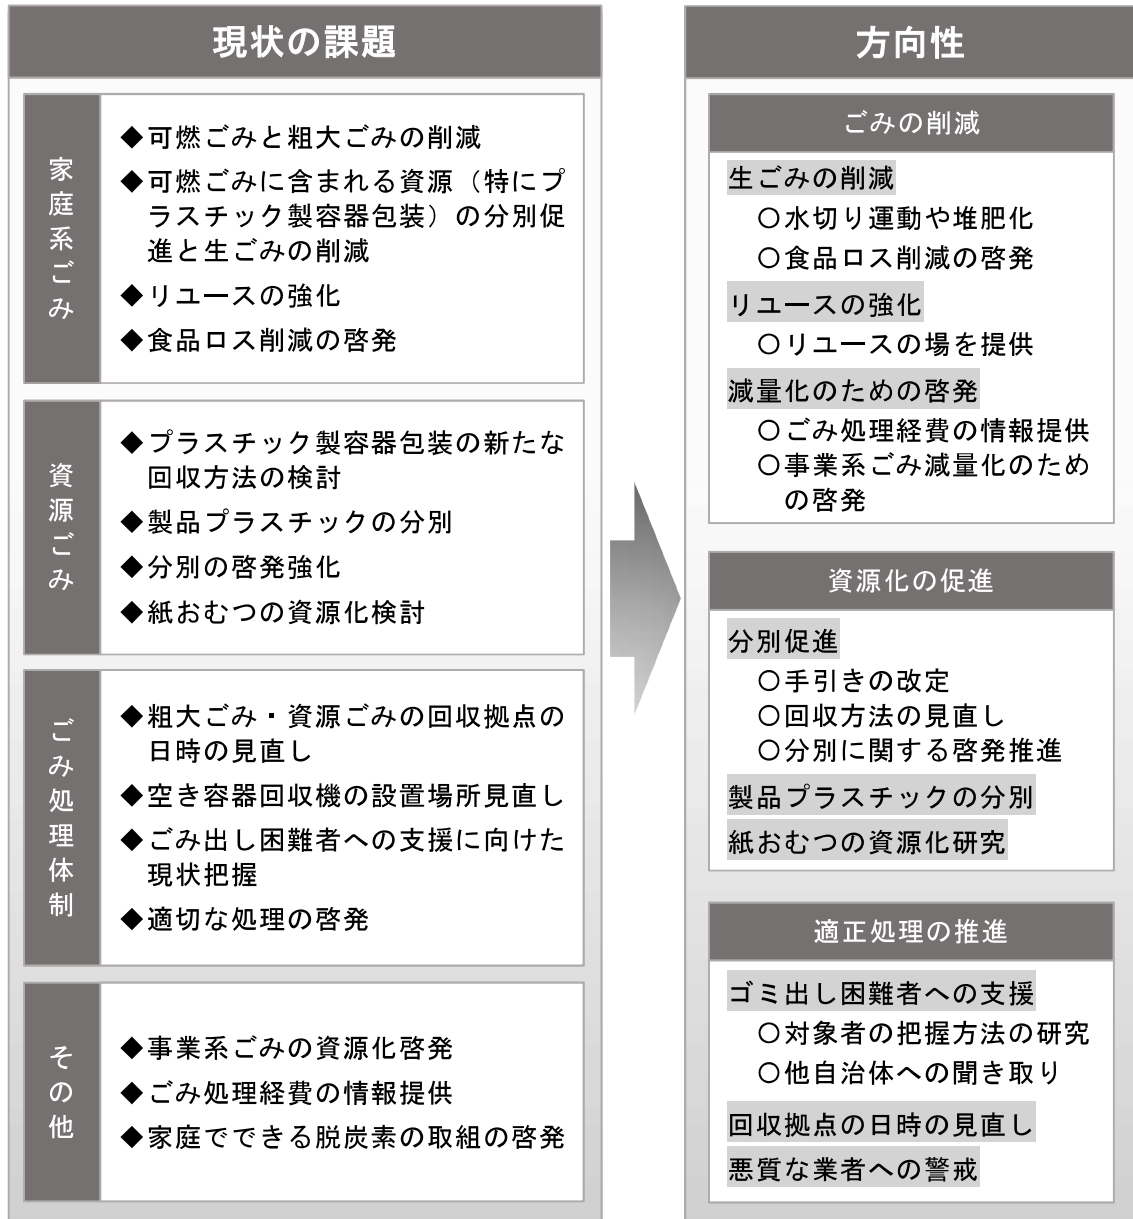 現状の課題
家庭系ごみ
◆可燃ごみと粗大ごみの削減
◆可燃ごみに含まれる資源（特にプ
ラスチック製容器包装）の分別促
進と生ごみの削減
◆リユースの強化
◆食品ロス削減の啓発
資源ごみ
◆プラスチック製容器包装の新たな
回収方法の検討
◆製品プラスチックの分別
◆分別の啓発強化
◆紙おむつの資源化検討
ごみ処理体制
◆粗大ごみ・資源ごみの回収拠点の
日時の見直し
◆空き容器回収機の設置場所見直し
◆ごみ出し困難者への支援に向けた
現状把握
◆適切な処理の啓発
その他
◆事業系ごみの資源化啓発
◆ごみ処理経費の情報提供
◆家庭でできる脱炭素の取組の啓発
方向性
ごみの削減
生ごみの削減
○水切り運動や堆肥化
○食品ロス削減の啓発
リユースの強化
○リユースの場を提供
減量化のための啓発
○ごみ処理経費の情報提供
○事業系ごみ減量化のため
の啓発
資源化の促進
分別促進
○手引きの改定
○回収方法の見直し
○分別に関する啓発推進
製品プラスチックの分別
紙おむつの資源化研究
適正処理の推進
ゴミ出し困難者への支援
○対象者の把握方法の研究
○他自治体への聞き取り
回収拠点の日時の見直し
悪質な業者への警戒